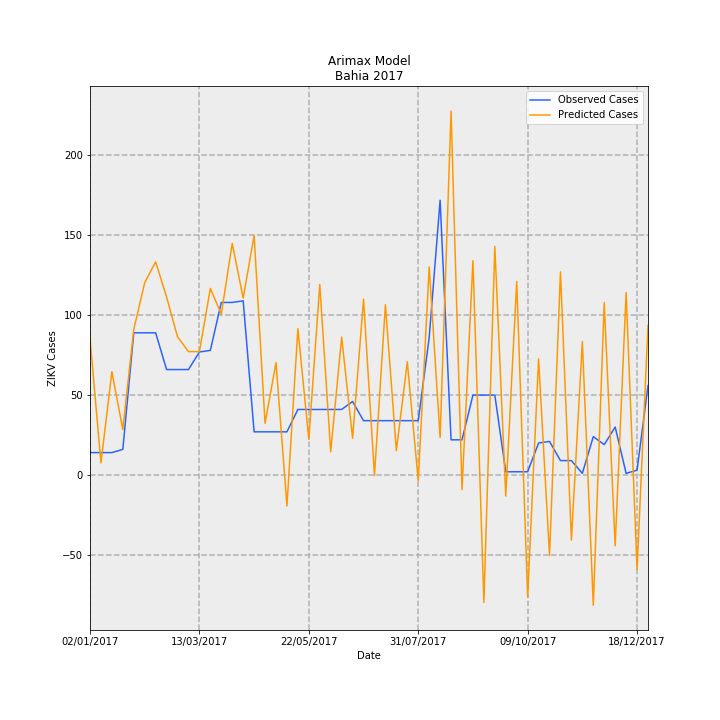 Arimax Model
Bahia 2017
Observed Cases
Predicted Cases
ZIKV Cases
200
150
100
50
0
−50
02/01/2017 13/03/2017 22/05/2017 31/07/2017 09/10/2017 18/12/2017
Date